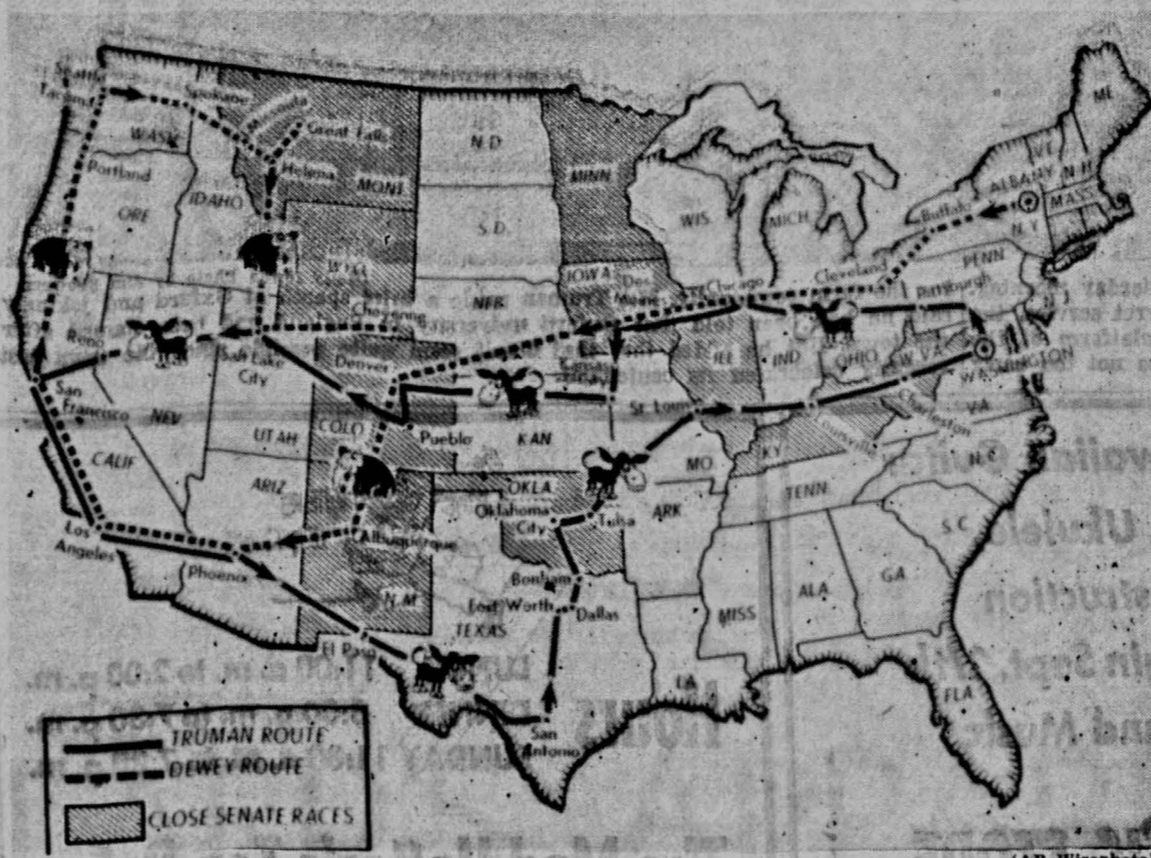 Seattle
Tacoma
Spokane
Missoula
Great Falls
WASH.
Portland
Helena
MONT.
ORE
IDAHO
N.D.
MINN
WIS.
MICH.
ME
VT.
N.H.
ALBANY
MASS
N.Y.
Buffalo
S.D.
WYO.
Cheyenne
NEB
IOWA
Des
Moines
Chicago
Cleveland
PENN
Pittsburgh
N.J.
Reno
Salt Lake
City
Denver
ILL
IND
OHIO
W.VA
WASHINGTON
San
Francisco
NEV
UTAH
COLO
Pueblo
KAN
St. Louis
Louisville
Charleston
VA
CALIF
ARIZ
OKLA
MO.
KY
N.C.
TENN
Oklahoma
City
Tulsa
ARK
S.C.
Los
Angeles
Phoenix
Albuquerque
N.M.
Bonham
Fort Worth
Dallas
TEXAS
MISS
ALA
GA
El Paso
LA
FLA
San
Antonio
TRUMAN ROUTE
DEWEY ROUTE
CLOSE SENATE RACES